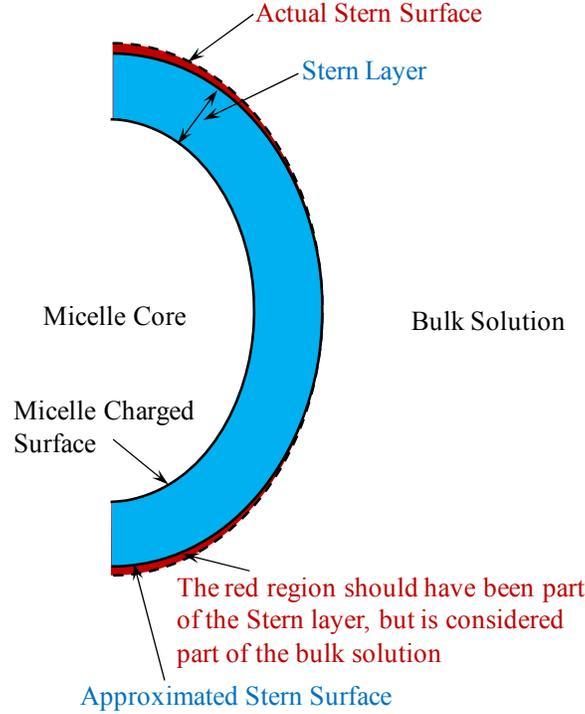 Actual Stern Surface
Stern Layer
Micelle Core
Bulk Solution
Micelle Charged
Surface
The red region should have been part
of the Stern layer, but is considered
part of the bulk solution
Approximated Stern Surface